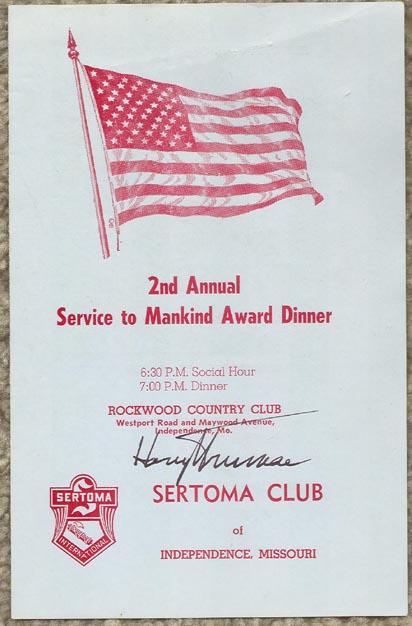 2nd Annual
Service to Mankind Award Dinner
6:30 P.M. Social Hour
7:00 P.M. Dinner
ROCKWOOD COUNTRY CLUB
Westport Road and Maywood Avenue,
Independence, Mo.
Harry Truman
SERTOMA CLUB
of
INDEPENDENCE, MISSOURI
SERTOMA
INTERNATIONAL